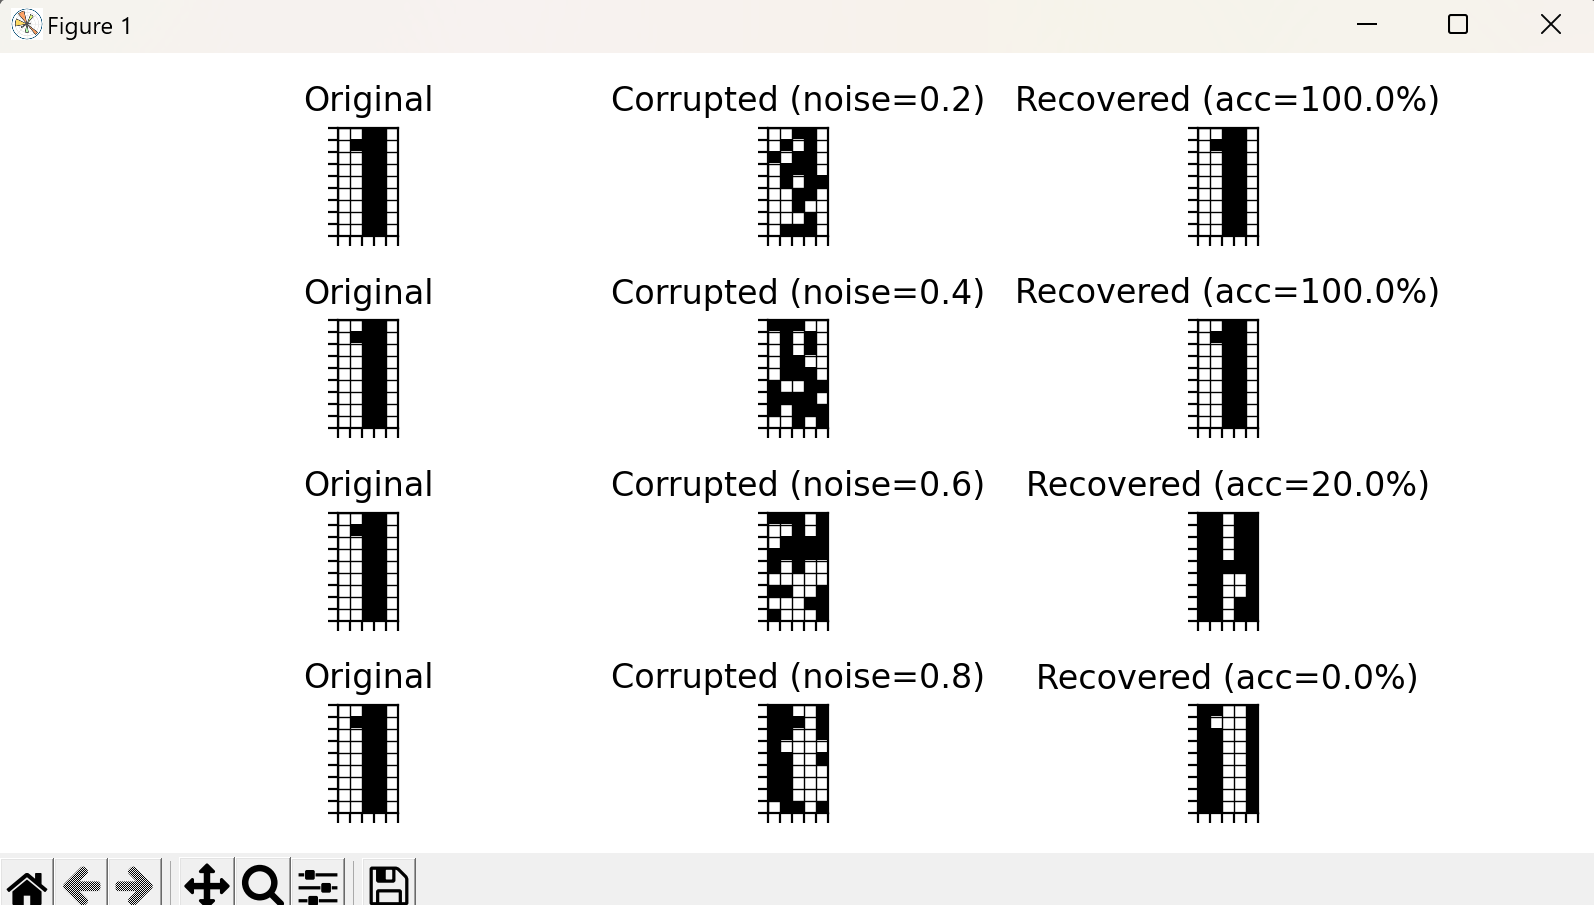 Figure 1
Original Corrupted (noise=0.2) Recovered (acc=100.0%)
Original Corrupted (noise=0.4) Recovered (acc=100.0%)
Original Corrupted (noise=0.6) Recovered (acc=20.0%)
Original Corrupted (noise=0.8) Recovered (acc=0.0%)